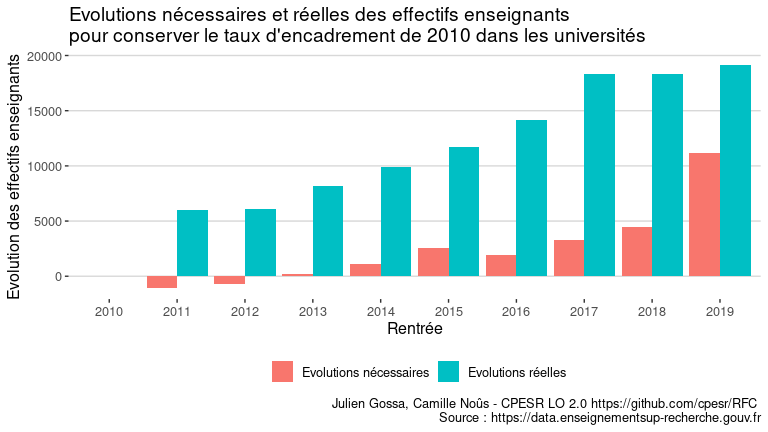 Evolutions nécessaires et réelles des effectifs enseignants
pour conserver le taux d'encadrement de 2010 dans les universités
Evolution des effectifs enseignants
20000
15000
10000
5000
0
2010 2011 2012 2013 2014 2015 2016 2017 2018 2019
Rentrée
Evolutions nécessaires Evolutions réelles
Julien Gossa, Camille Noûs - CPESR LO 2.0 https://github.com/cpesr/RFC
Source : https://data.enseignementsup-recherche.gouv.fr